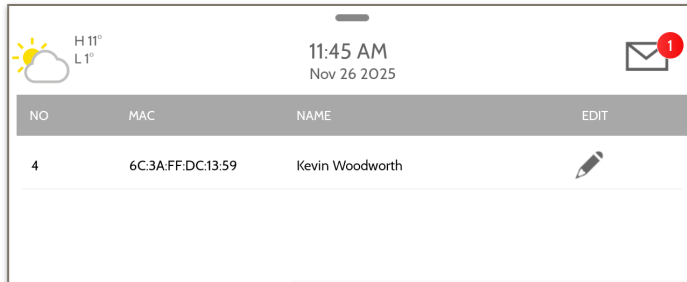 H 11°
L 1°
11:45 AM
Nov 26 2025
1
NO MAC NAME EDIT
4 6C:3A:FF:DC:13:59 Kevin Woodworth